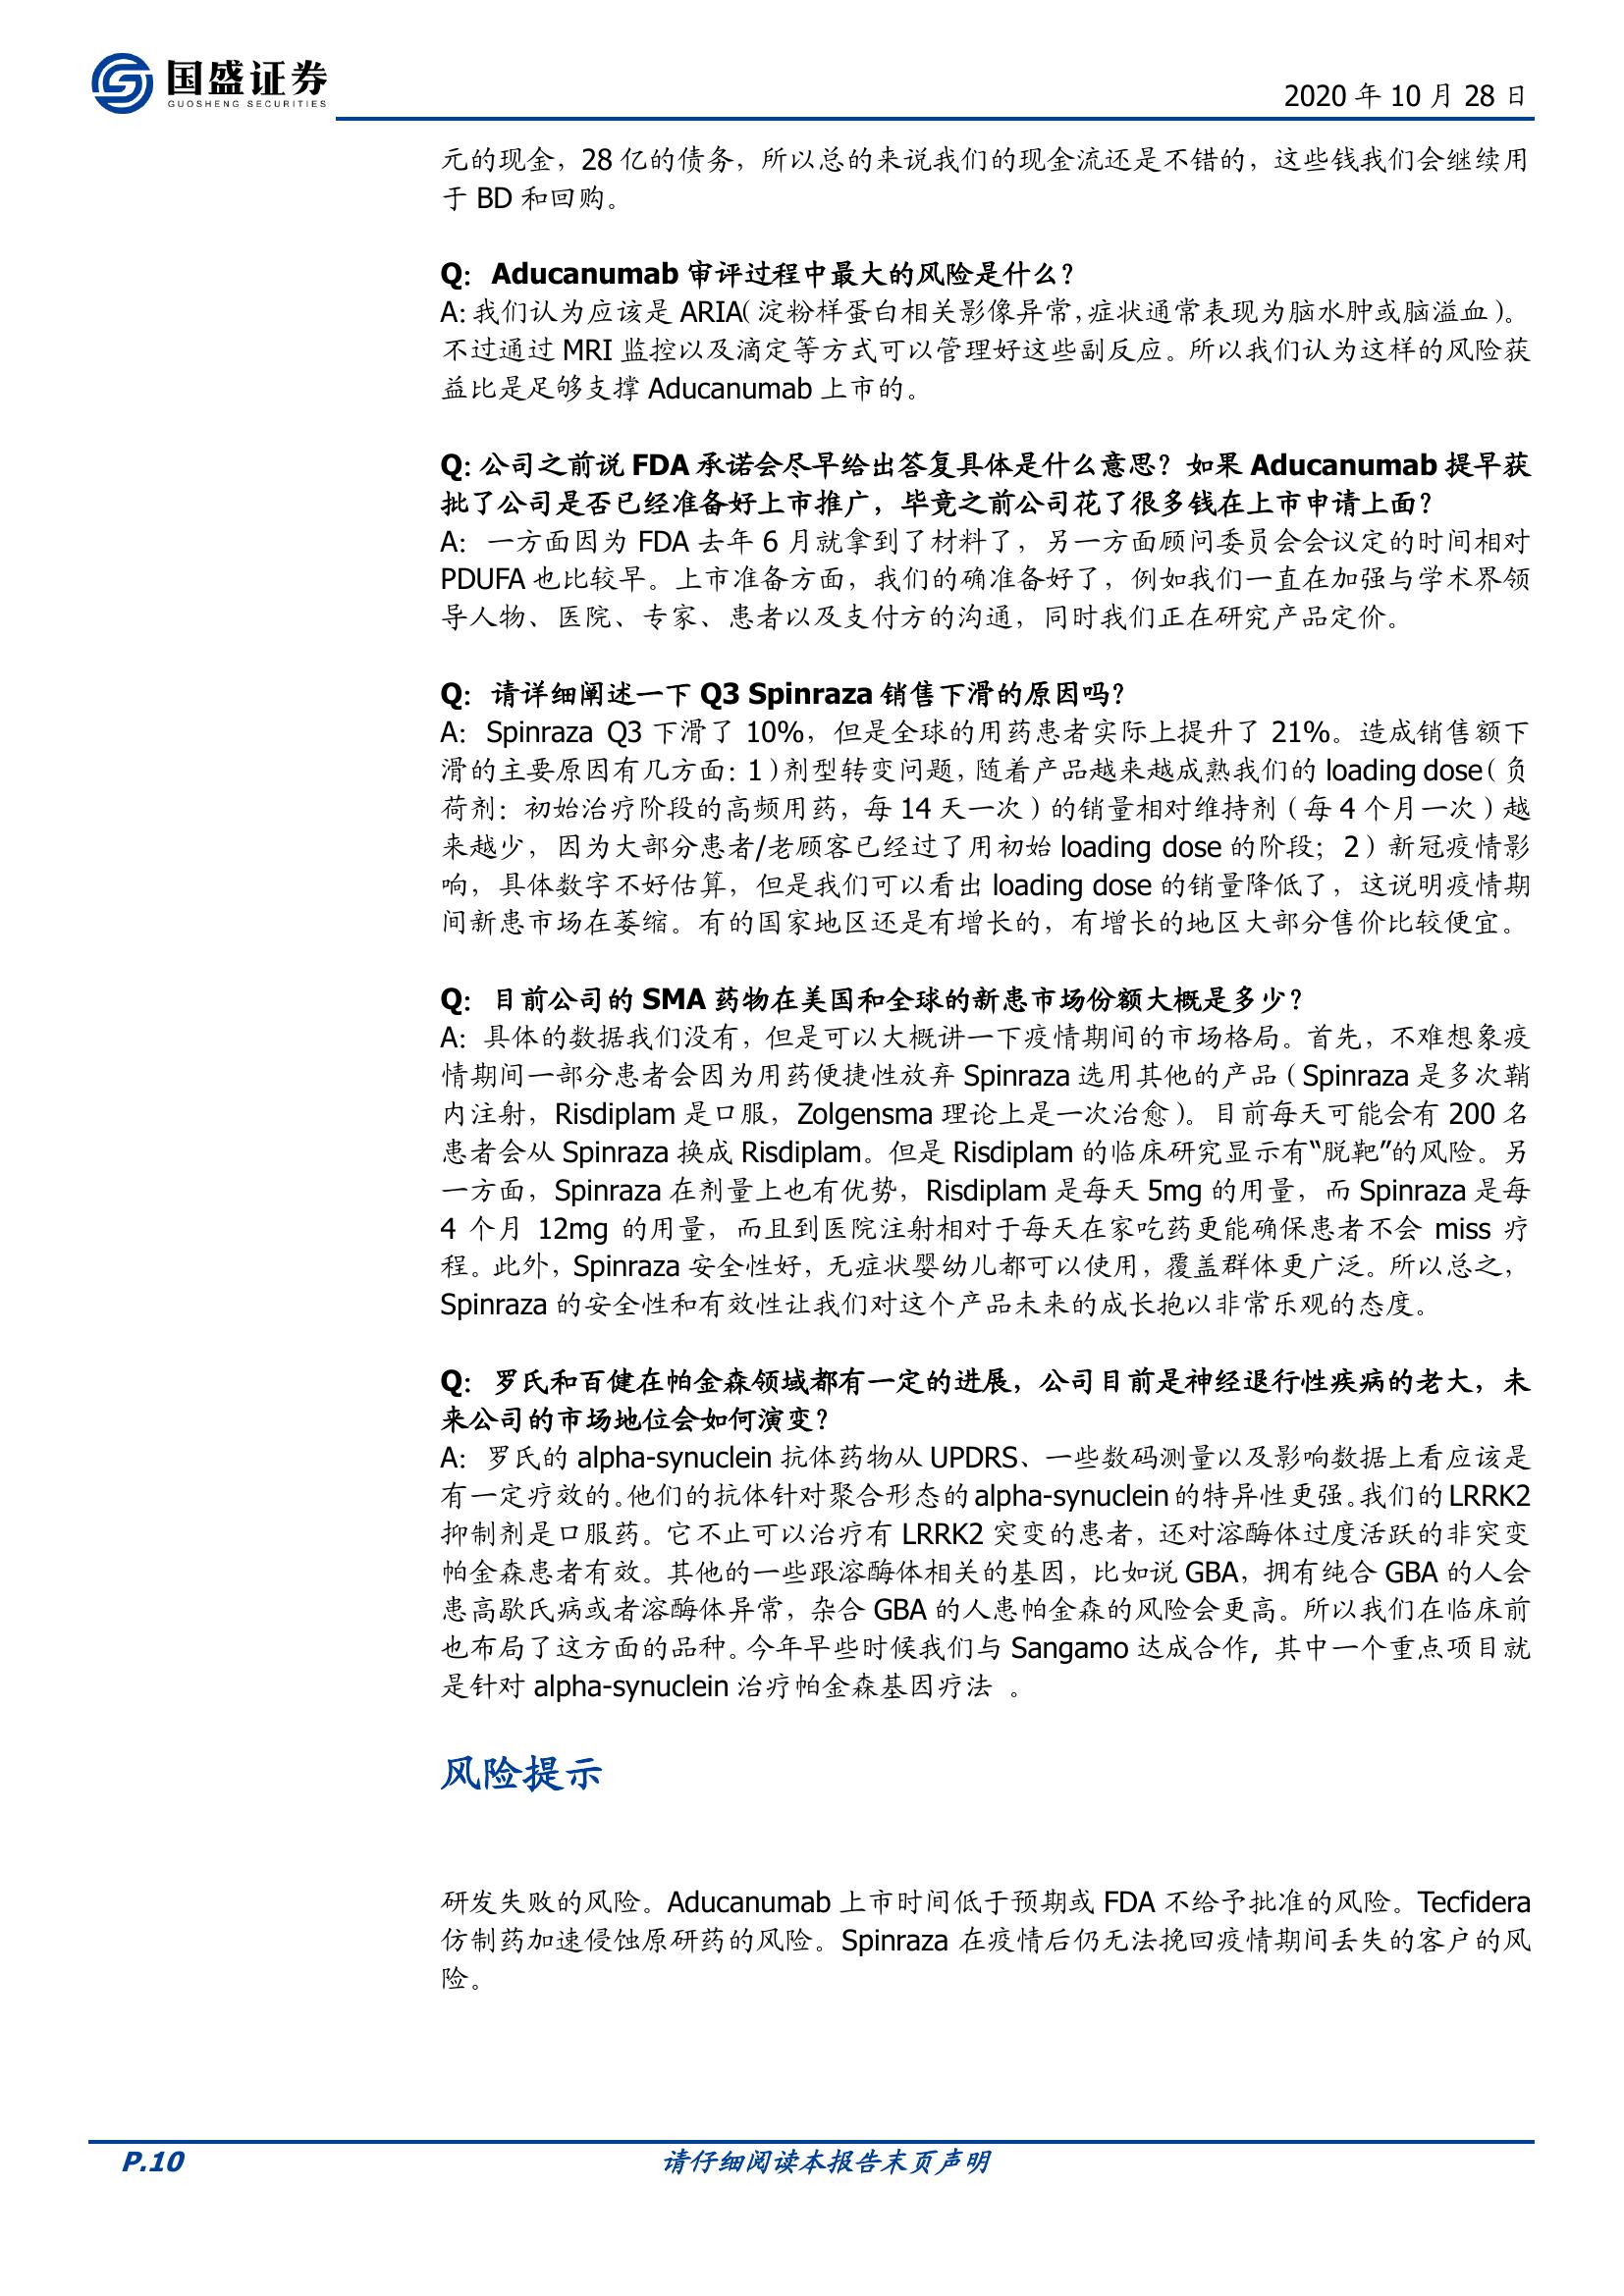 国盛证券
GUOSHENG SECURITIES
2020 年 10 月 28 日
元的现金，28 亿的债务，所以总的来说我们的现金流还是不错的，这些钱我们会继续用
于 BD 和回购。
Q：Aducanumab 审评过程中最大的风险是什么？
A：我们认为应该是 ARIA（淀粉样蛋白相关影像异常，症状通常表现为脑水肿或脑溢血）。
不过通过 MRI 监控以及滴定等方式可以管理好这些副反应。所以我们认为这样的风险获
益比是足够支撑 Aducanumab 上市的。
Q：公司之前说 FDA 承诺会尽早给出答复具体是什么意思？如果 Aducanumab 提早获
批了公司是否已经准备好上市推广，毕竟之前公司花了很多钱在上市申请上面？
A：一方面因为 FDA 去年 6 月就拿到了材料了，另一方面顾问委员会会议定的时间相对
PDUFA 也比较早。上市准备方面，我们的确准备好了，例如我们一直在加强与学术界领
导人物、医院、专家、患者以及支付方的沟通，同时我们正在研究产品定价。
Q：请详细阐述一下 Q3 Spinraza 销售下滑的原因吗？
A：Spinraza Q3 下滑了 10%，但是全球的用药患者实际上提升了 21%。造成销售额下
滑的主要原因有几方面：1）剂型转变问题，随着产品越来越成熟我们的 loading dose（负
荷剂：初始治疗阶段的高频用药，每 14 天一次）的销量相对维持剂（每 4 个月一次）越
来越少，因为大部分患者/老顾客已经过了用初始 loading dose 的阶段；2）新冠疫情影
响，具体数字不好估算，但是我们可以看出 loading dose 的销量降低了，这说明疫情期
间新患市场在萎缩。有的国家地区还是有增长的，有增长的地区大部分售价比较便宜。
Q：目前公司的 SMA 药物在美国和全球的新患市场份额大概是多少？
A：具体的数据我们没有，但是可以大概讲一下疫情期间的市场格局。首先，不难想象疫
情期间一部分患者会因为用药便捷性放弃 Spinraza 选用其他的产品（Spinraza 是多次鞘
内注射，Risdiplam 是口服，Zolgensma 理论上是一次治愈）。目前每天可能会有 200 名
患者会从 Spinraza 换成 Risdiplam。但是 Risdiplam 的临床研究显示有“脱靶”的风险。另
一方面，Spinraza 在剂量上也有优势，Risdiplam 是每天 5mg 的用量，而 Spinraza 是每
4 个月 12mg 的用量，而且到医院注射相对于每天在家吃药更能确保患者不会 miss 疗
程。此外，Spinraza 安全性好，无症状婴幼儿都可以使用，覆盖群体更广泛。所以总之，
Spinraza 的安全性和有效性让我们对这个产品未来的成长抱以非常乐观的态度。
Q：罗氏和百健在帕金森领域都有一定的进展，公司目前是神经退行性疾病的老大，未
来公司的市场地位会如何演变？
A：罗氏的 alpha-synuclein 抗体药物从 UPDRS、一些数码测量以及影响数据上看应该是
有一定疗效的。他们的抗体针对聚合形态的 alpha-synuclein 的特异性更强。我们的 LRRK2
抑制剂是口服药。它不止可以治疗有 LRRK2 突变的患者，还对溶酶体过度活跃的非突变
帕金森患者有效。其他的一些跟溶酶体相关的基因，比如说 GBA，拥有纯合 GBA 的人会
患高歇氏病或者溶酶体异常，杂合 GBA 的人患帕金森的风险会更高。所以我们在临床前
也布局了这方面的品种。今年早些时候我们与 Sangamo 达成合作，其中一个重点项目就
是针对 alpha-synuclein 治疗帕金森基因疗法 。
风险提示
研发失败的风险。Aducanumab 上市时间低于预期或 FDA 不给予批准的风险。Tecfidera
仿制药加速侵蚀原研药的风险。Spinraza 在疫情后仍无法挽回疫情期间丢失的客户的风
险。
P.10
请仔细阅读本报告末页声明